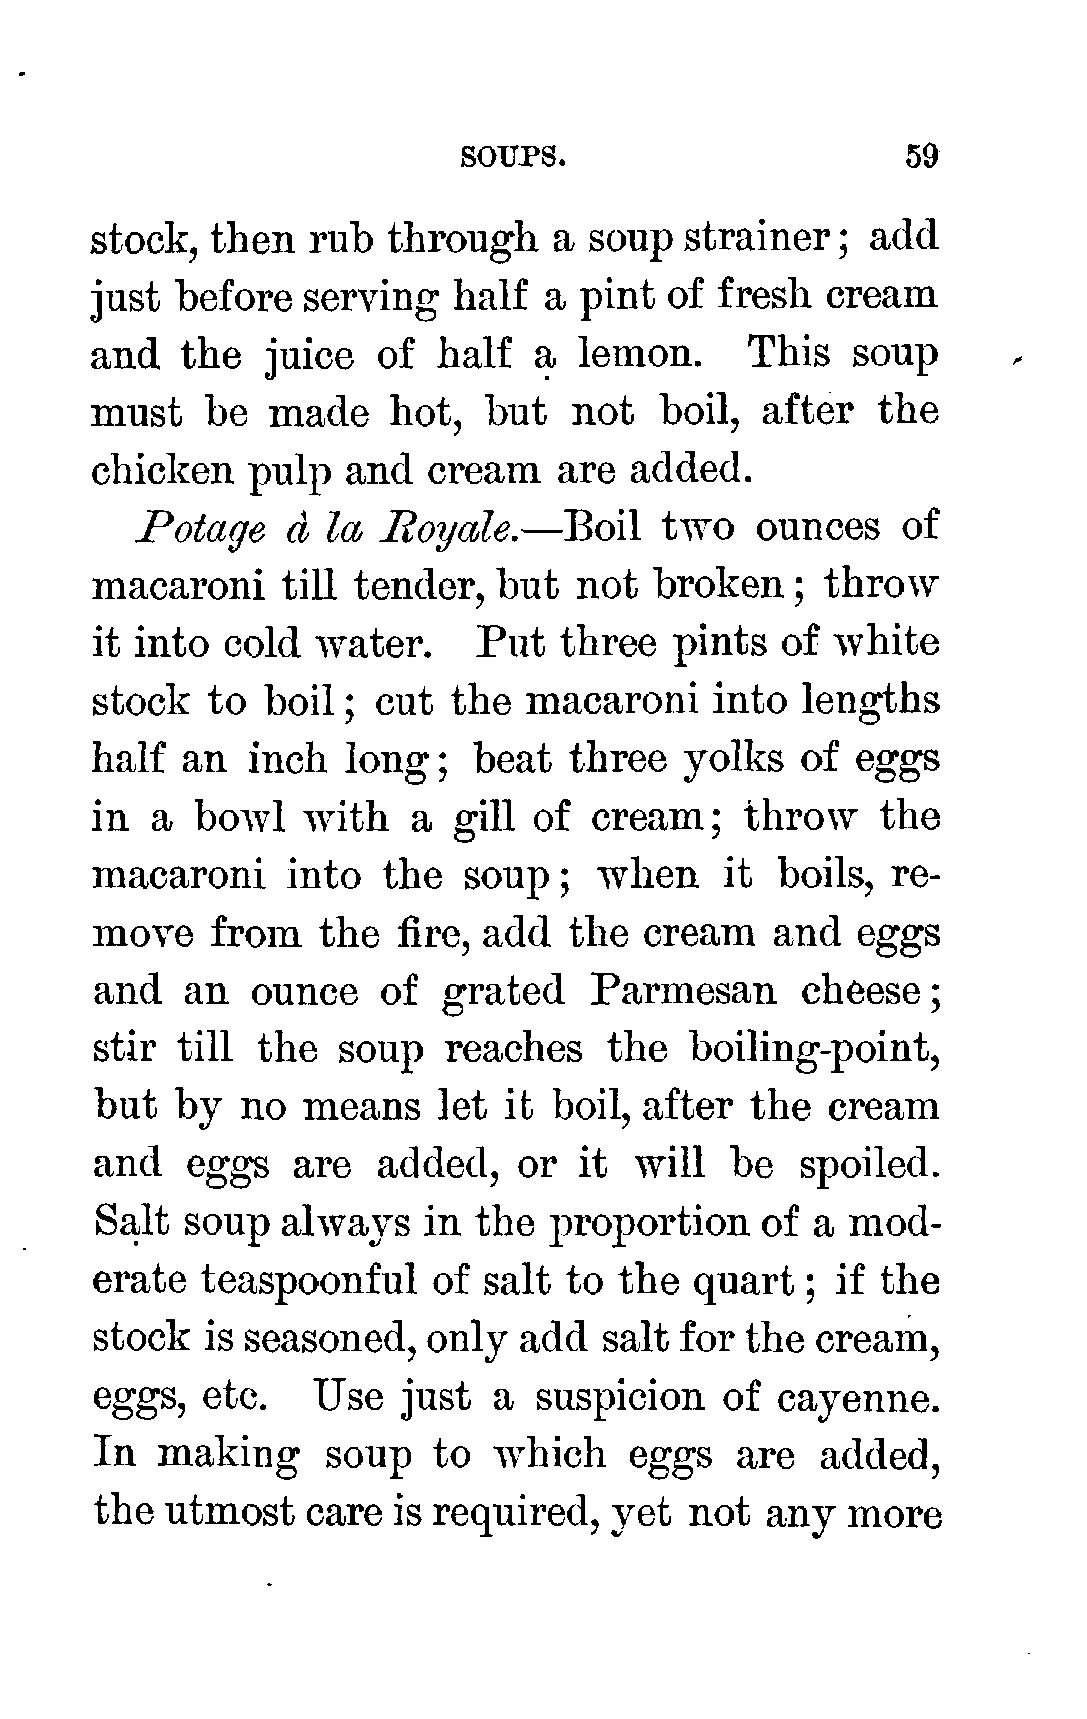 SOUPS. 59
stock, then rub through a soup strainer; add
just before serving half a pint of fresh cream
and the juice of half a lemon. This soup
must be made hot, but not boil, after the
chicken pulp and cream are added.
Potage à la Royale.—Boil two ounces of
macaroni till tender, but not broken; throw
it into cold water. Put three pints of white
stock to boil; cut the macaroni into lengths
half an inch long; beat three yolks of eggs
in a bowl with a gill of cream; throw the
macaroni into the soup; when it boils, re-
move from the fire, add the cream and eggs
and an ounce of grated Parmesan cheese;
stir till the soup reaches the boiling-point,
but by no means let it boil, after the cream
and eggs are added, or it will be spoiled.
Salt soup always in the proportion of a mod-
erate teaspoonful of salt to the quart; if the
stock is seasoned, only add salt for the cream,
eggs, etc. Use just a suspicion of cayenne.
In making soup to which eggs are added,
the utmost care is required, yet not any more